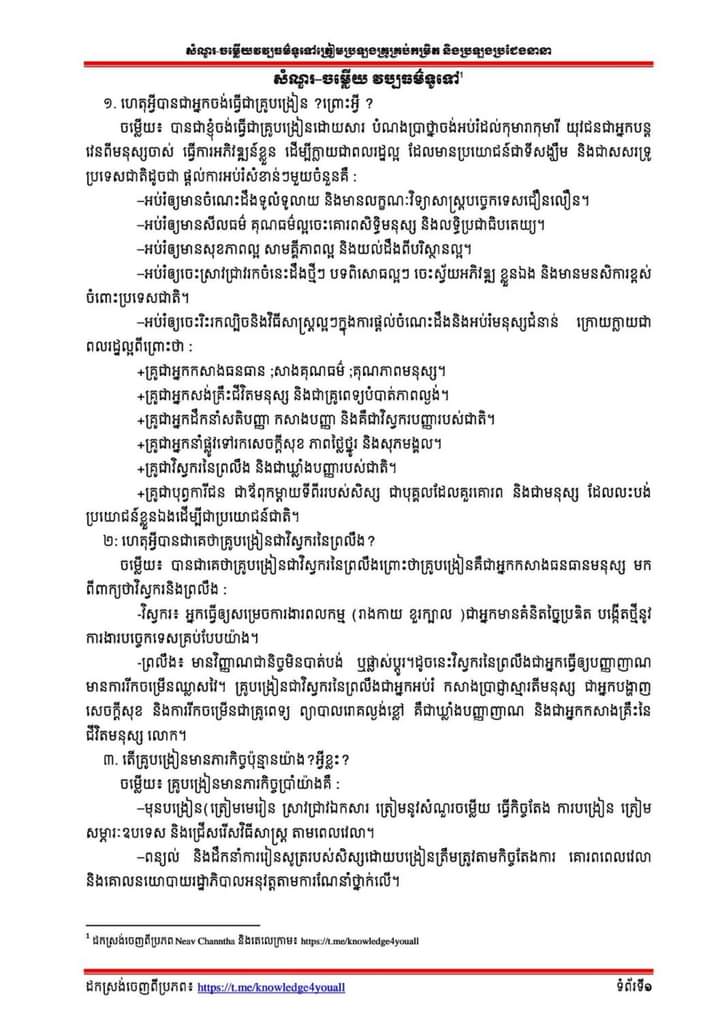 សំណួរ-ចម្លើយវប្បធម៌ទូទៅត្រៀមប្រឡងគ្រូគ្រប់កម្រិត និងប្រឡងប្រជែងនានា
សំណួរ-ចម្លើយ វប្បធម៌ទូទៅ¹
១. ហេតុអ្វីបានជាអ្នកចង់ធ្វើជាគ្រូបង្រៀន ?ព្រោះអ្វី ?
ចម្លើយ៖ បានជាខ្ញុំចង់ធ្វើជាគ្រូបង្រៀនដោយសារ បំណងប្រាថ្នាចង់អប់រំដល់កុមារាកុមារី យុវជនជាអ្នកបន្ត
វេនពីមនុស្សចាស់ ធ្វើការអភិវឌ្ឍន៍ខ្លួន ដើម្បីក្លាយជាពលរដ្ឋល្អ ដែលមានប្រយោជន៍ជាទីសង្ឃឹម និងជាសសរទ្រូ
ប្រទេសជាតិដូចជា ផ្តល់ការអប់រំសំខាន់ៗមួយចំនួនគឺ :
–អប់រំឲ្យមានចំណេះដឹងទូលំទូលាយ និងមានលក្ខណៈវិទ្យាសាស្ត្របច្ចេកទេសជឿនលឿន។
–អប់រំឲ្យមានសីលធម៌ គុណធម៌ល្អចេះគោរពសិទ្ធិមនុស្ស និងលទ្ធិប្រជាធិបតេយ្យ។
–អប់រំឲ្យមានសុខភាពល្អ សាមគ្គីភាពល្អ និងយល់ដឹងពីបរិស្ថានល្អ។
–អប់រំឲ្យចេះស្រាវជ្រាវរកចំនេះដឹងថ្មីៗ បទពិសោធល្អៗ ចេះស្វ័យអភិវឌ្ឍ ខ្លួនឯង និងមានមនសិការខ្ពស់
ចំពោះប្រទេសជាតិ។
–អប់រំឲ្យចេះរិះរកល្បិចនិងវិធីសាស្ត្រល្អៗក្នុងការផ្តល់ចំណេះដឹងនិងអប់រំមនុស្សជំនាន់ ក្រោយក្លាយជា
ពលរដ្ឋល្អពីព្រោះថា :
+គ្រូជាអ្នកកសាងធនធាន ;សាងគុណធម៌ ;គុណភាពមនុស្ស។
+គ្រូជាអ្នកសង់គ្រឹះជីវិតមនុស្ស និងជាគ្រូពេទ្យបំបាត់ភាពល្ងង់។
+គ្រូជាអ្នកដឹកនាំសតិបញ្ញា កសាងបញ្ញា និងគឺជាវិស្វករបញ្ញារបស់ជាតិ។
+គ្រូជាអ្នកនាំផ្លូវទៅរកសេចក្តីសុខ ភាពថ្លៃថ្នូរ និងសុភមង្គល។
+គ្រូជាវិស្វករនៃព្រលឹង និងជាឃ្លាំងបញ្ញារបស់ជាតិ។
+គ្រូជាបុព្វការីជន ជាឪពុកម្តាយទីពីររបស់សិស្ស ជាបុគ្គលដែលគួរគោរព និងជាមនុស្ស ដែលលះបង់
ប្រយោជន៍ខ្លួនឯងដើម្បីជាប្រយោជន៍ជាតិ។
២: ហេតុអ្វីបានជាគេថាគ្រូបង្រៀនជាវិស្វករនៃព្រលឹង?
ចម្លើយ៖ បានជាគេថាគ្រូបង្រៀនជាវិស្វករនៃព្រលឹងព្រោះថាគ្រូបង្រៀនគឺជាអ្នកកសាងធនធានមនុស្ស មក
ពីពាក្យថាវិស្វករនិងព្រលឹង :
-វិស្វករ៖ អ្នកធ្វើឲ្យសម្រេចការងារពលកម្ម (រាងកាយ ខួរក្បាល )ជាអ្នកមានគំនិតច្នៃប្រឌិត បង្កើតថ្មីនូវ
ការងារបច្ចេកទេសគ្រប់បែបយ៉ាង។
-ព្រលឹង៖ មានវិញ្ញាណជានិច្ចមិនបាត់បង់ ឬផ្លាស់ប្តូរ។ដូចនេះវិស្វករនៃព្រលឹងជាអ្នកធ្វើឲ្យបញ្ញាញាណ
មានការរីកចម្រើនឈ្លាសវៃ។ គ្រូបង្រៀនជាវិស្វករនៃព្រលឹងជាអ្នកអប់រំ កសាងប្រាជ្ញាស្មារតីមនុស្ស ជាអ្នកបង្ហាញ
សេចក្តីសុខ និងការរីកចម្រើនជាគ្រូពេទ្យ ព្យាបាលរោគល្ងង់ខ្លៅ គឺជាឃ្លាំងបញ្ញាញាណ និងជាអ្នកកសាងគ្រឹះនៃ
ជីវិតមនុស្ស លោក។
៣. តើគ្រូបង្រៀនមានភារកិច្ចប៉ុន្មានយ៉ាង?អ្វីខ្លះ?
ចម្លើយ៖ គ្រូបង្រៀនមានភារកិច្ចប្រាំយ៉ាងគឺ :
–មុនបង្រៀន(ត្រៀមមេរៀន ស្រាវជ្រាវឯកសារ ត្រៀមនូវសំណួរចម្លើយ ធ្វើកិច្ចតែង ការបង្រៀន ត្រៀម
សម្ភារៈឧបទេស និងជ្រើសរើសវិធីសាស្ត្រ តាមពេលវេលា។
–ពន្យល់ និងដឹកនាំការរៀនសូត្ររបស់សិស្សដោយបង្រៀនត្រឹមត្រូវតាមកិច្ចតែងការ គោរពពេលវេលា
និងគោលនយោបាយរដ្ឋាភិបាលអនុវត្តតាមការណែនាំថ្នាក់លើ។
¹ ដកស្រង់ចេញពីប្រភព Neav Channtha និងតេលេក្រាម៖ https://t.me/knowledge4youall
ដកស្រង់ចេញពីប្រភព៖ https://t.me/knowledge4youall
ទំព័រទី១